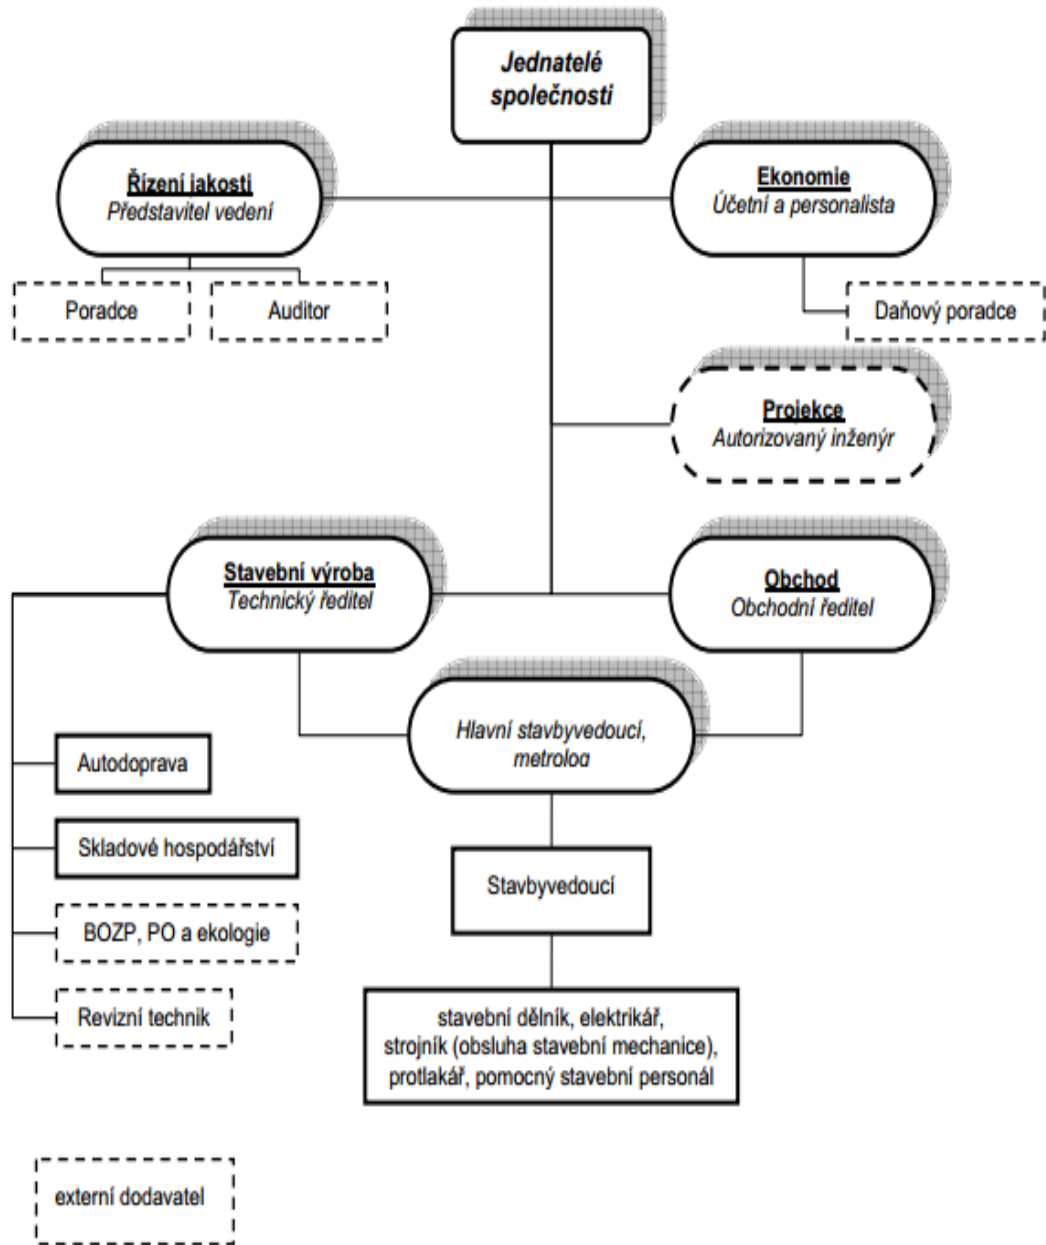 Jednatelé
společnosti
Řízení jakosti
Představitel vedení
Ekonomie
Účetní a personalista
Poradce
Auditor
Daňový poradce
Projekce
Autorizovaný inženýr
Stavební výroba
Technický ředitel
Obchod
Obchodní ředitel
Hlavní stavbyvedoucí,
metrolog
Autodoprava
Skladové hospodářství
Stavbyvedoucí
BOZP, PO a ekologie
Revizní technik
stavební dělník, elektrikář,
strojník (obsluha stavební mechanice),
protlakář, pomocný stavební personál
externí dodavatel